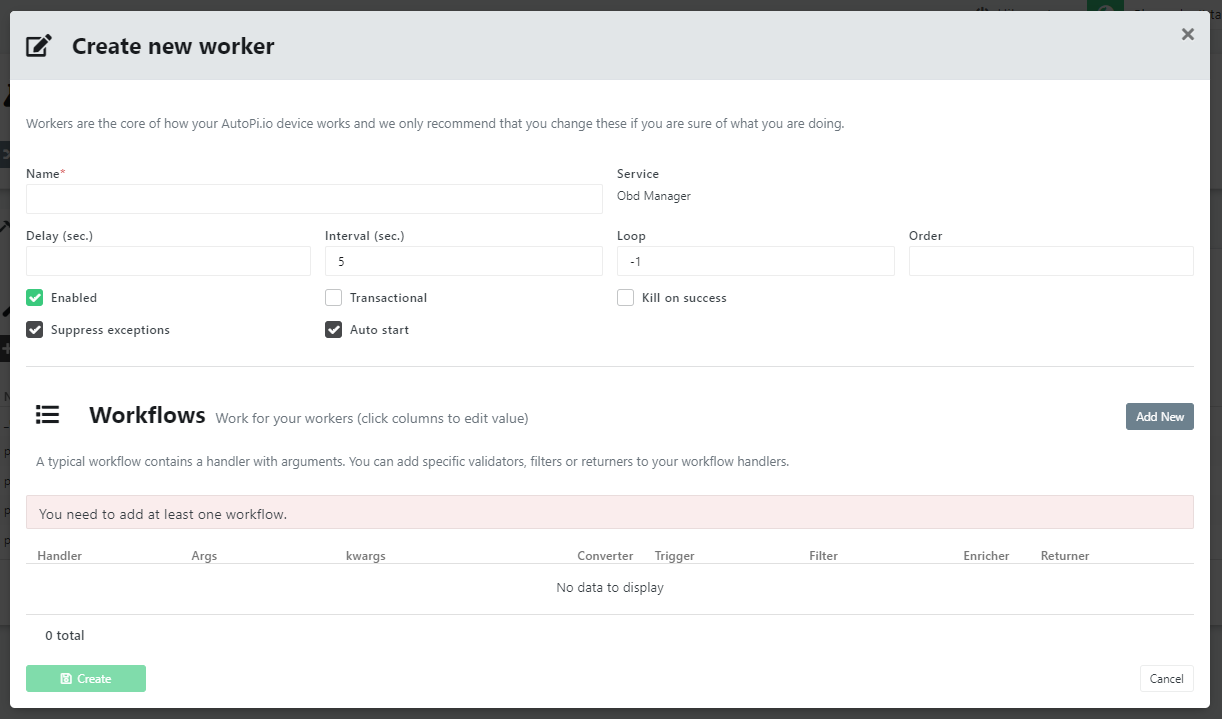 Create new worker
Workers are the core of how your AutoPi.io device works and we only recommend that you change these if you are sure of what you are doing.
Name*
Service
Obd Manager
Delay (sec.)
Interval (sec.)
Loop
Order
5
-1
Enabled
Transactional
Kill on success
Suppress exceptions
Auto start
Workflows Work for your workers (click columns to edit value)
Add New
A typical workflow contains a handler with arguments. You can add specific validators, filters or returners to your workflow handlers.
You need to add at least one workflow.
Handler Args kwargs Converter Trigger Filter Enricher Returner
No data to display
0 total
Create
Cancel